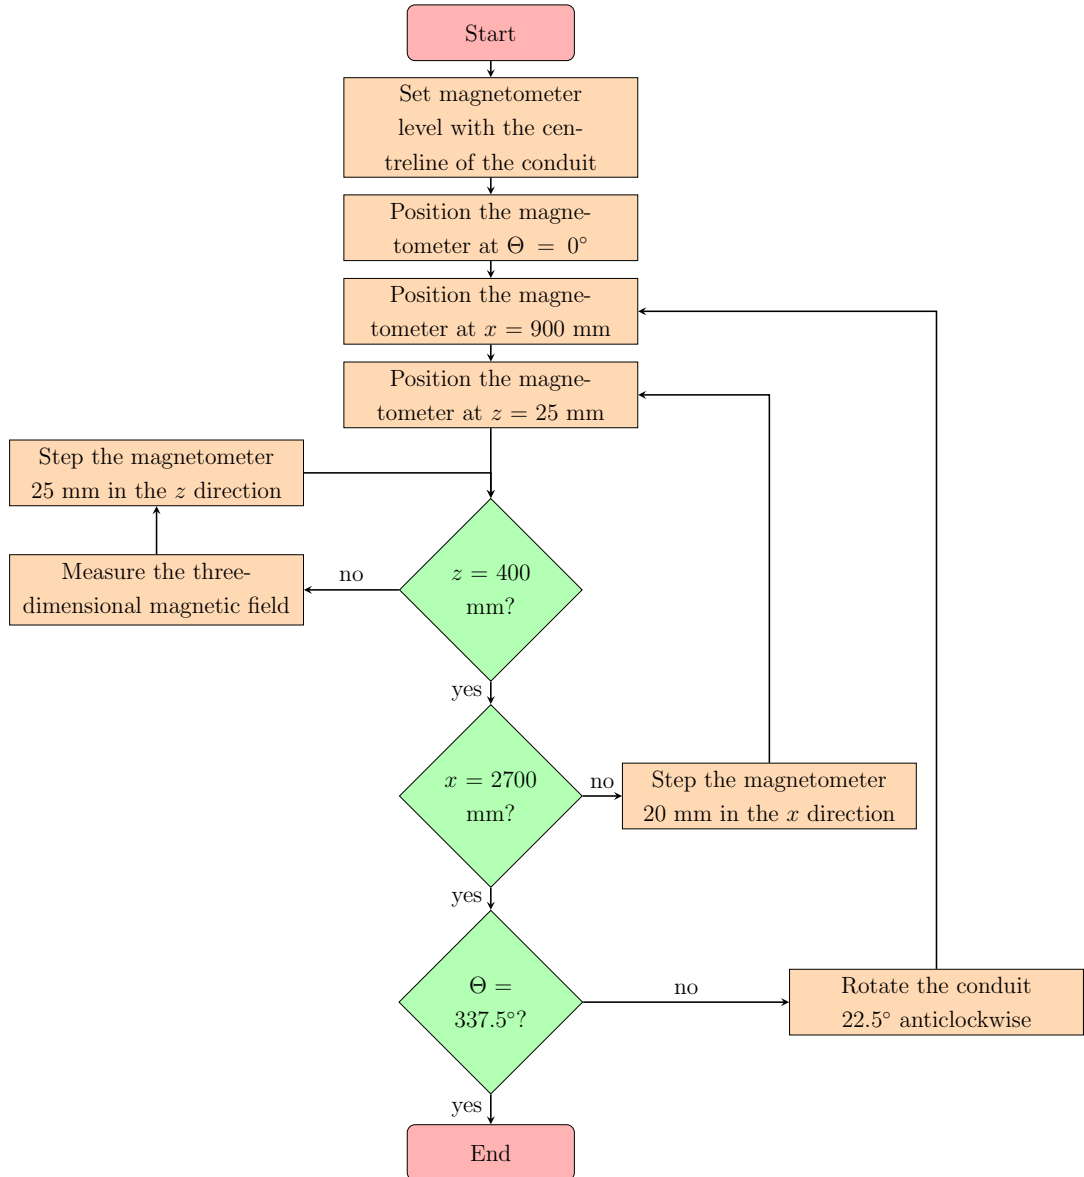 Start
Set magnetometer
level with the cen-
treline of the conduit
Position the magne-
tometer at Θ = 0°
Position the magne-
tometer at x = 900 mm
Position the magne-
tometer at z = 25 mm
Step the magnetometer
25 mm in the z direction
Measure the three-
dimensional magnetic field
no
z = 400
mm?
yes
x = 2700
mm?
no
Step the magnetometer
20 mm in the x direction
yes
Θ =
337.5°?
no
Rotate the conduit
22.5° anticlockwise
yes
End